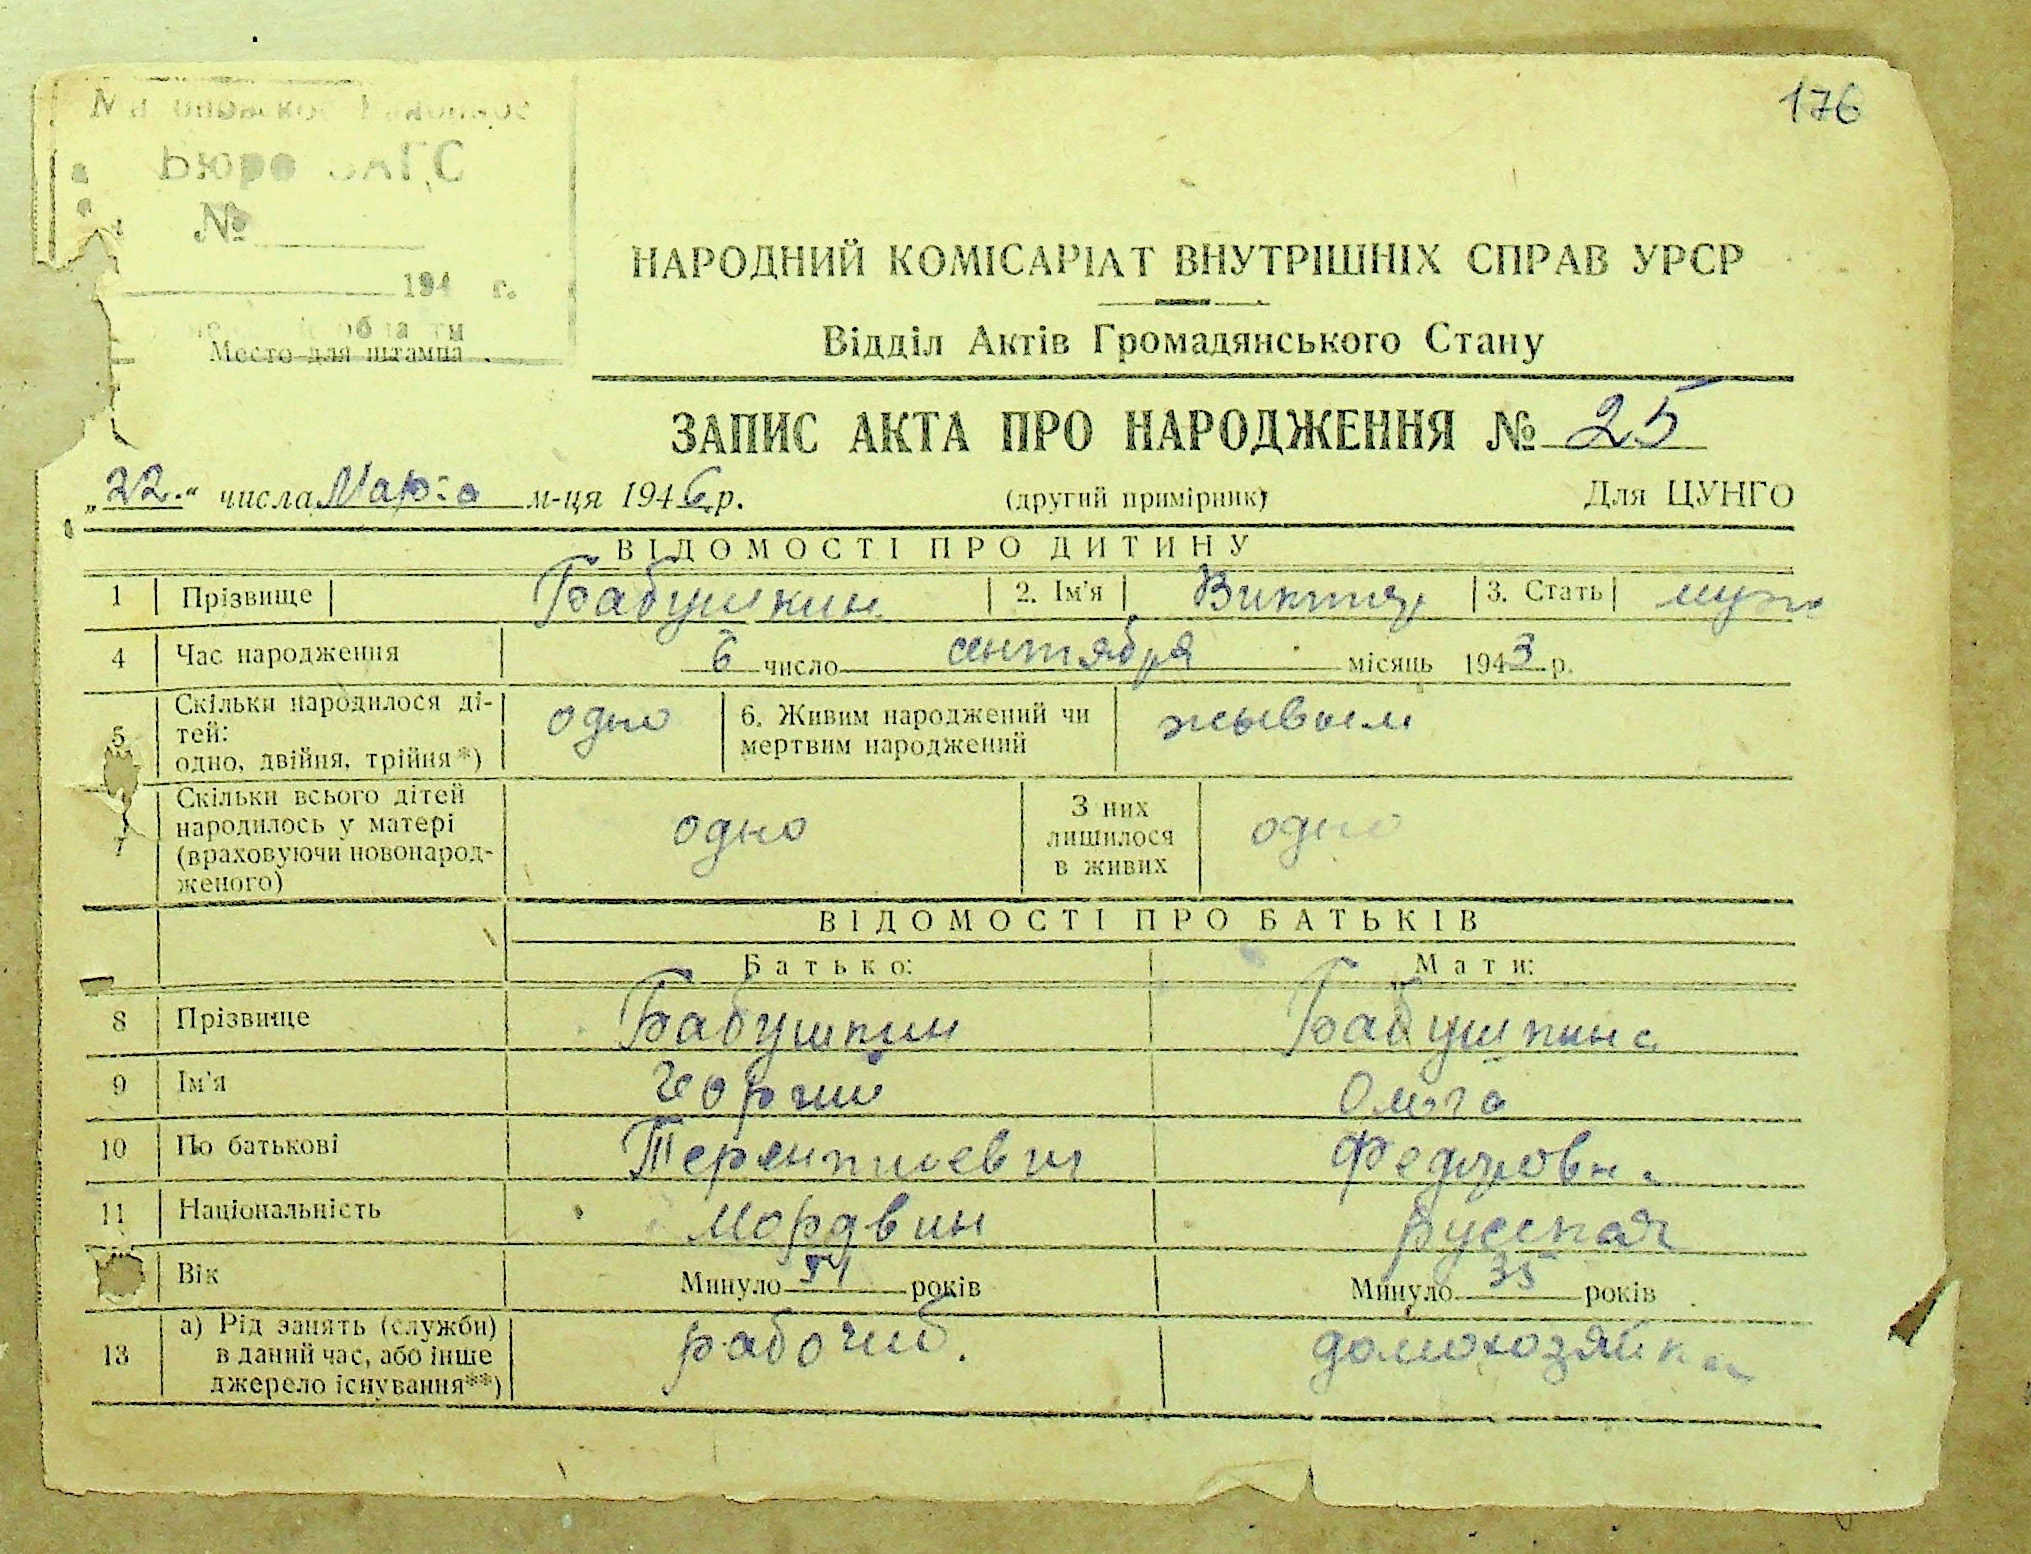 176
Бюро ЗАГС
№
194 г.
Место для штампа
НАРОДНИЙ КОМІСАРІАТ ВНУТРІШНІХ СПРАВ УРСР
Відділ Актів Громадянського Стану
ЗАПИС АКТА ПРО НАРОДЖЕННЯ № 25
„22.“ числа Марта м-ця 1946 р. (другий примірник) Для ЦУНГО
ВІДОМОСТІ ПРО ДИТИНУ
1 Прізвище Бабушкин 2. Ім'я Виктор 3. Стать муж
4 Час народження 6 число сентября місяць 1943 р.
5 Скільки народилося ді-
тей:
одно, двійня, трійня*) одно 6. Живим народжений чи
мертвим народжений жывым
7 Скільки всього дітей
народилось у матері
(враховуючи новонарод-
женого) одно З них
лишилося
в живих одно
ВІДОМОСТІ ПРО БАТЬКІВ
Батько: Мати:
8 Прізвище Бабушкин Бабушкина
9 Ім'я Георгий Ольга
10 По батькові Терентиевич Федоровна
11 Національність Мордвин русская
Вік Минуло років Минуло 35 років
13 а) Рід занять (служби)
в даний час, або інше
джерело існування**) рабочий. домохозяйка